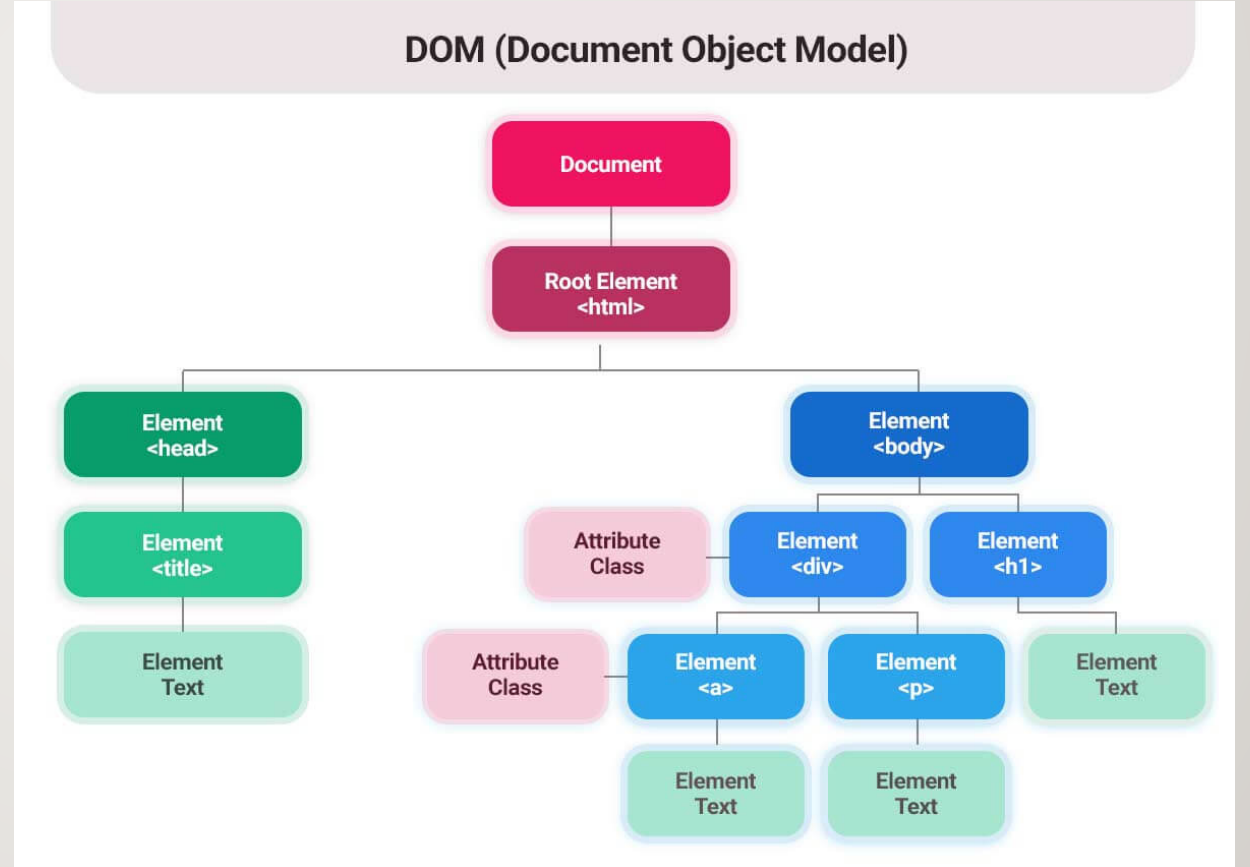 DOM (Document Object Model)
Document
Root Element
<html>
Element
<head>
Element
<body>
Element
<title>
Attribute
Class
Element
<div>
Element
<h1>
Element
Text
Attribute
Class
Element
<a>
Element
<p>
Element
Text
Element
Text
Element
Text